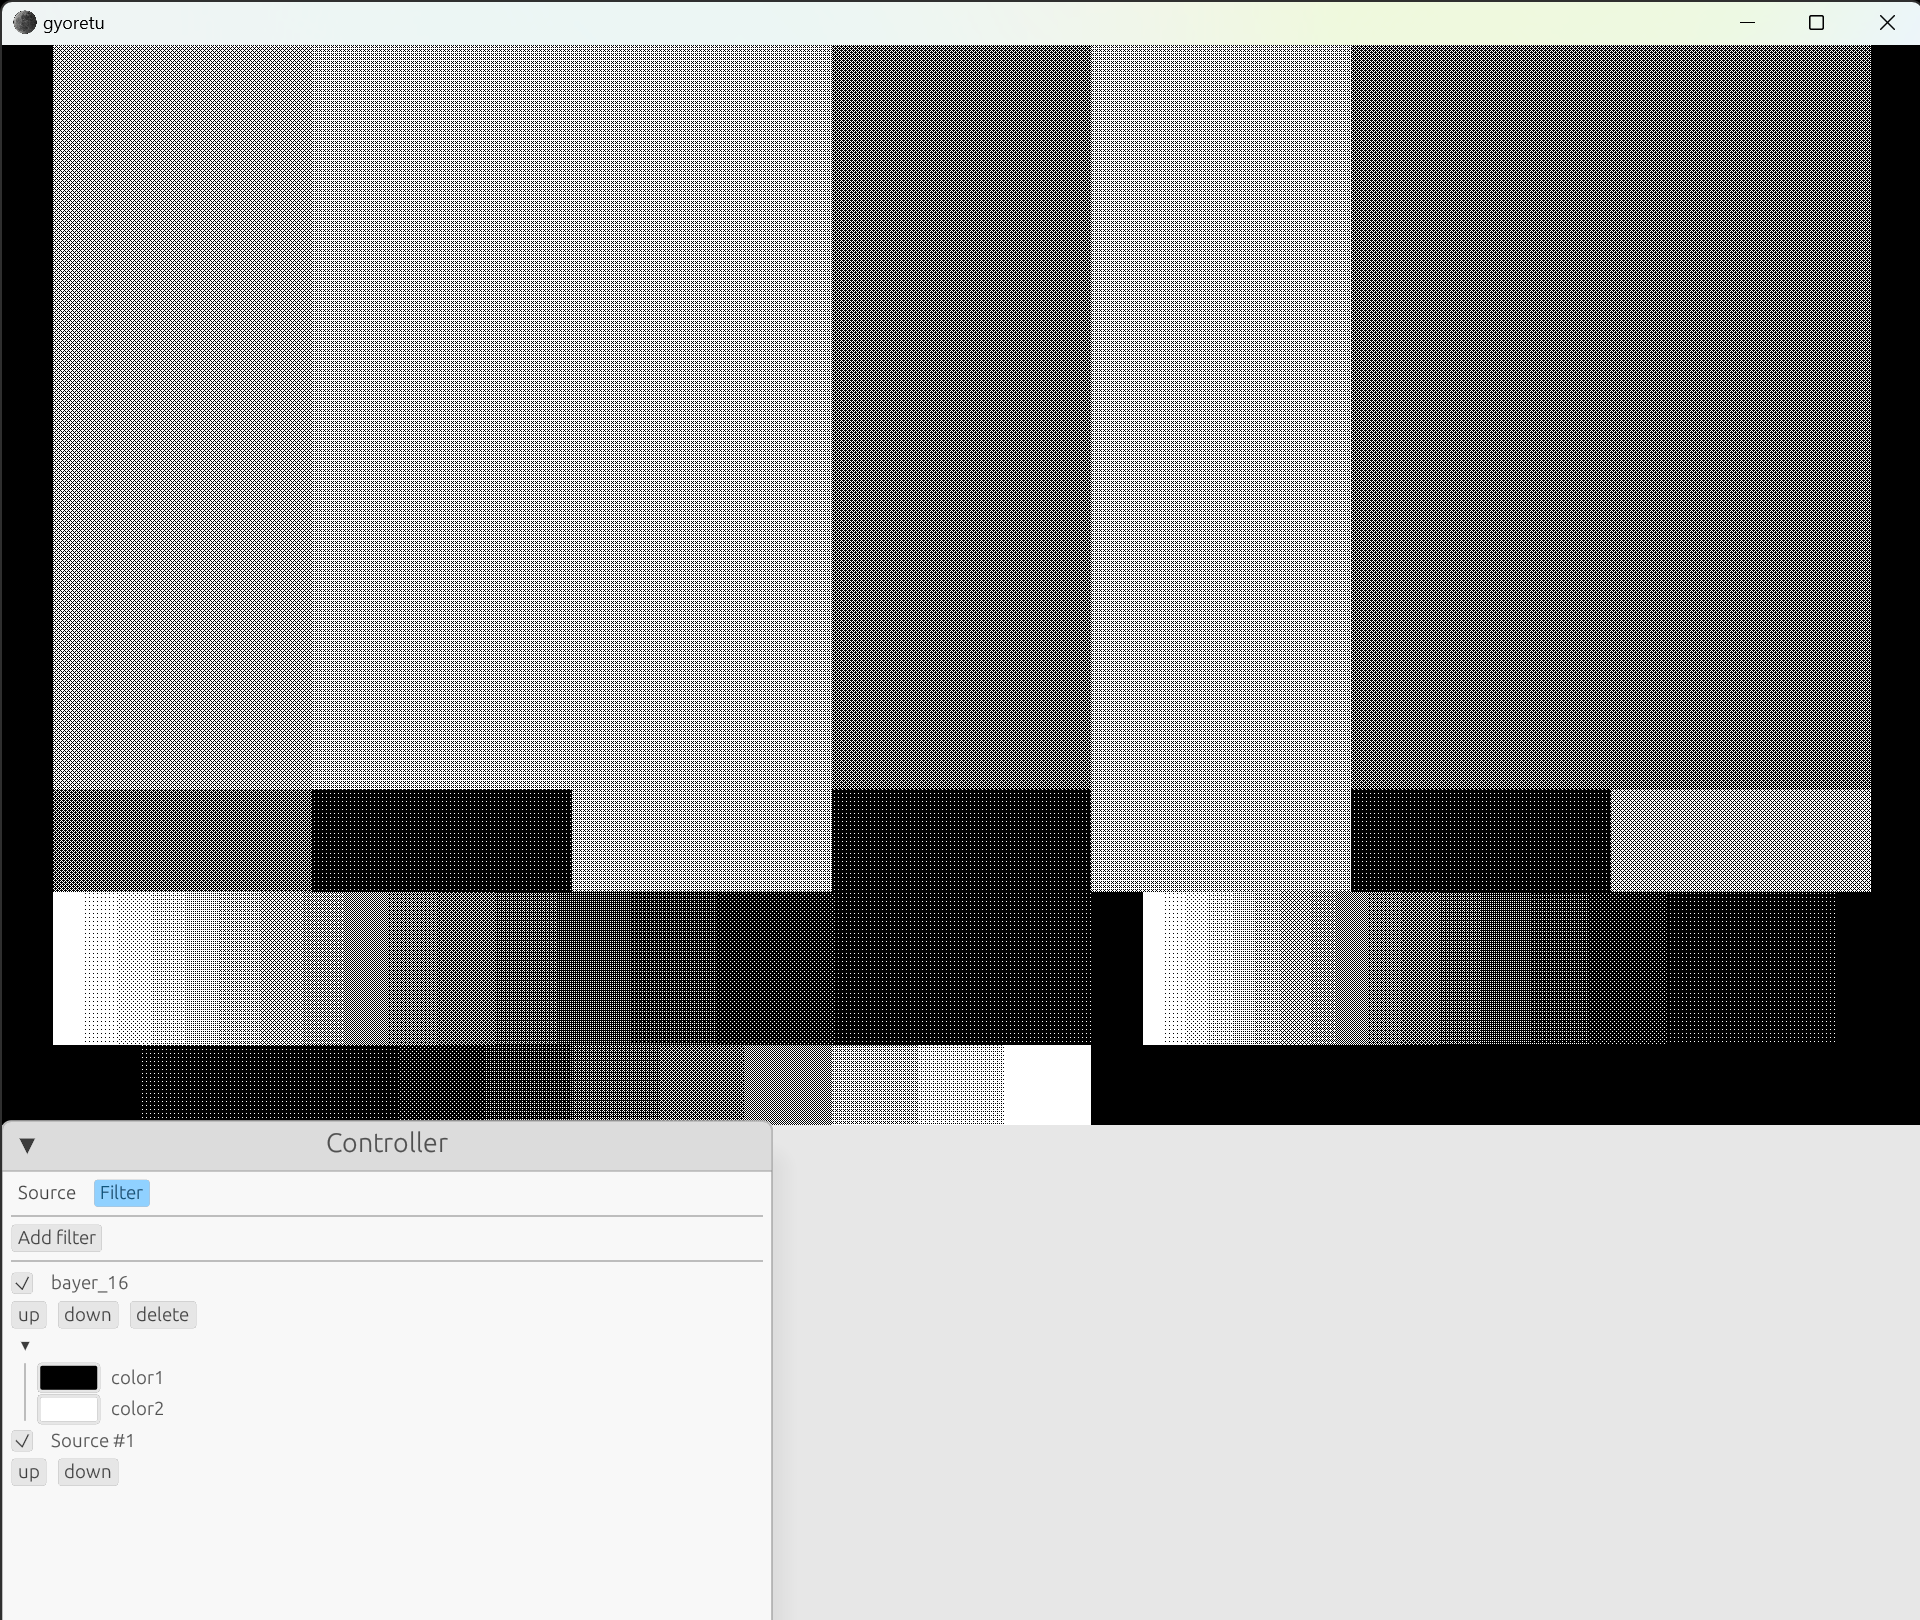 gyoretu
Controller
Source Filter
Add filter
bayer_16
up down delete
color1
color2
Source #1
up down